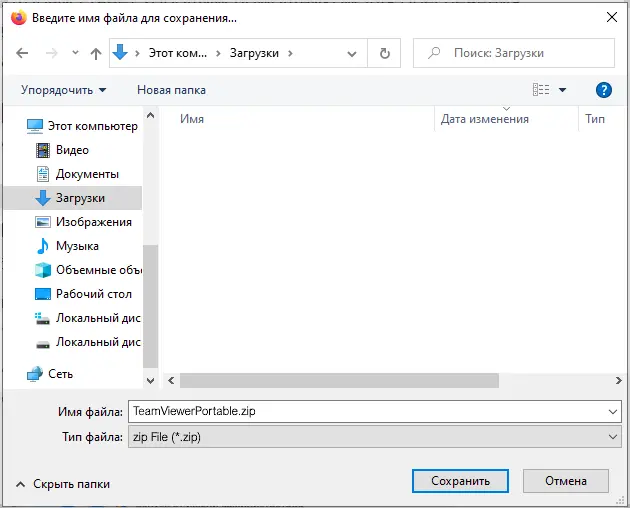 Введите имя файла для сохранения...
Этот ком... Загрузки
Поиск: Загрузки
Упорядочить Новая папка
?
Имя Дата изменения Тип
Этот компьютер
Видео
Документы
Загрузки
Изображения
Музыка
Объемные объ
Рабочий стол
Локальный дис
Локальный дис
Сеть
Имя файла: TeamViewerPortable.zip
Тип файла: zip File (*.zip)
Скрыть папки Сохранить Отмена